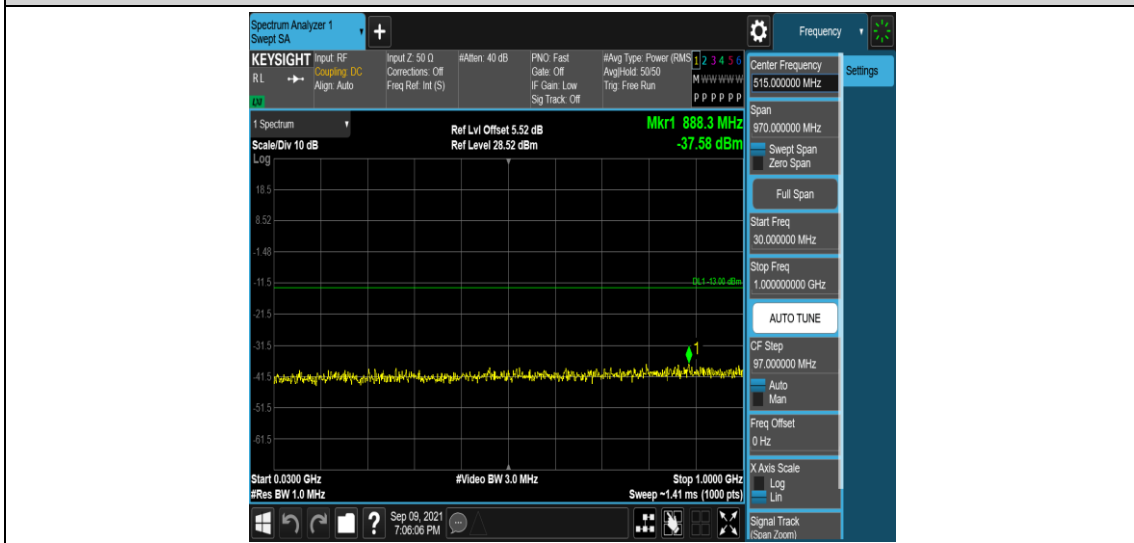 Spectrum Analyzer 1
Swept SA
+
Frequency
KEYSIGHT
RL
LXI
Input: RF
Coupling: DC
Align: Auto
Input Z: 50 Ω
Corrections: Off
Freq Ref: Int (S)
#Atten: 40 dB
PNO: Fast
Gate: Off
IF Gain: Low
Sig Track: Off
#Avg Type: Power (RMS
Avg|Hold: 50/50
Trig: Free Run
1 2 3 4 5 6
M W W W W W
P P P P P P
1 Spectrum
Scale/Div 10 dB
Ref Lvl Offset 5.52 dB
Ref Level 28.52 dBm
Mkr1 888.3 MHz
-37.58 dBm
Log
18.5
8.52
-1.48
-11.5
DL1 -13.00 dBm
-21.5
-31.5
1
-41.5
-51.5
-61.5
Start 0.0300 GHz
#Res BW 1.0 MHz
#Video BW 3.0 MHz
Stop 1.0000 GHz
Sweep ~1.41 ms (1000 pts)
?
Sep 09, 2021
7:06:06 PM
Center Frequency
515.000000 MHz
Settings
Span
970.000000 MHz
Swept Span
Zero Span
Full Span
Start Freq
30.000000 MHz
Stop Freq
1.000000000 GHz
AUTO TUNE
CF Step
97.000000 MHz
Auto
Man
Freq Offset
0 Hz
X Axis Scale
Log
Lin
Signal Track
(Span Zoom)